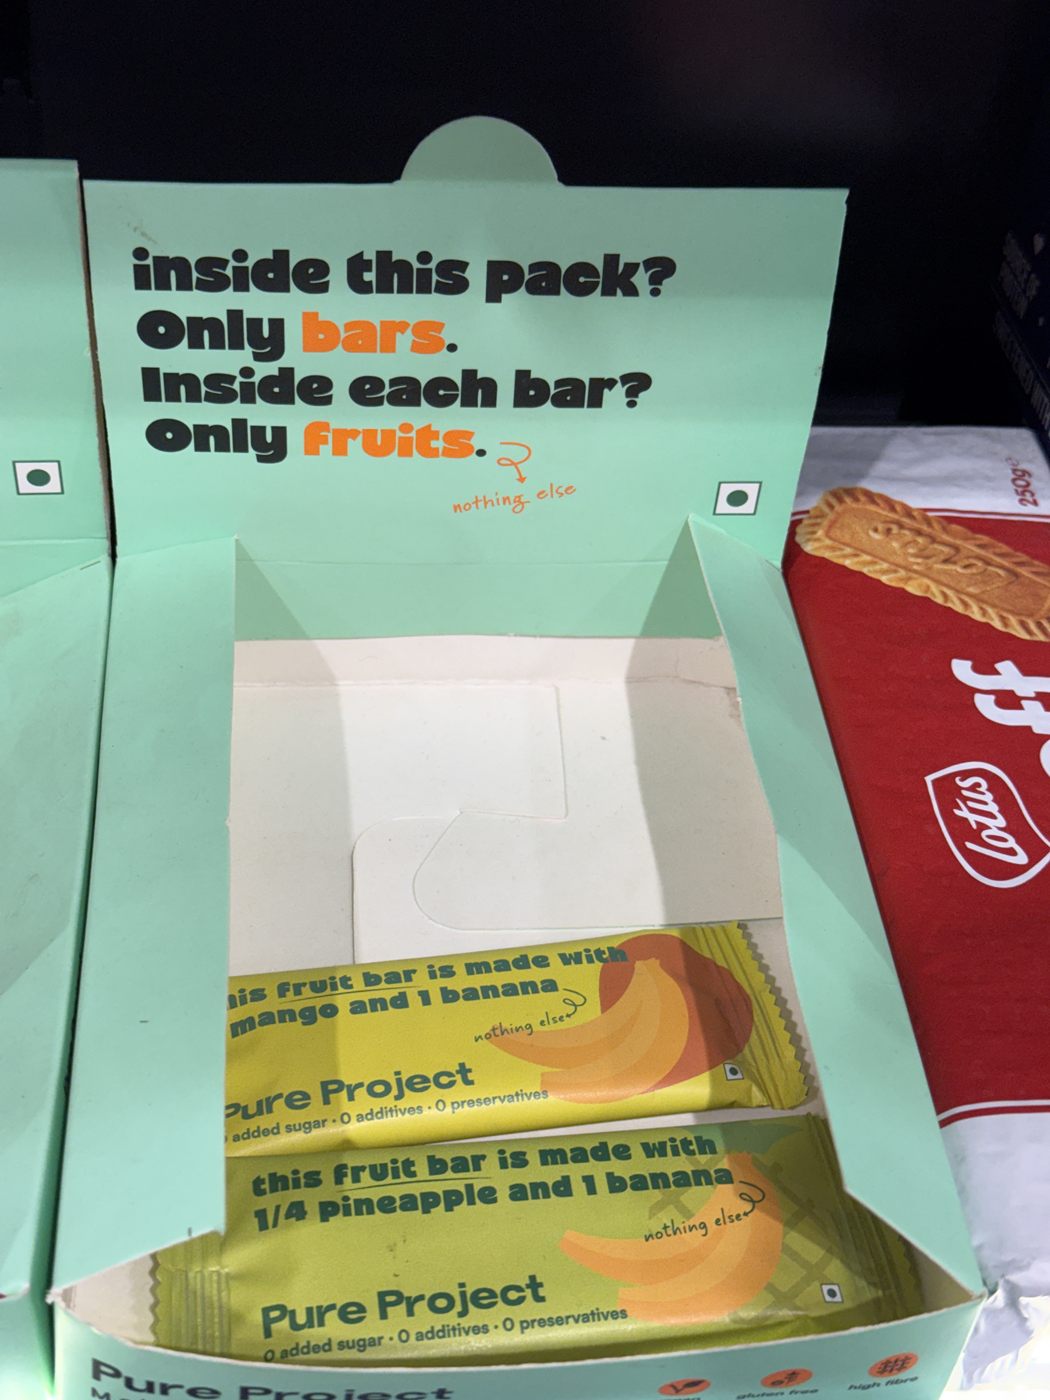 inside this pack?
Only bars.
Inside each bar?
Only fruits.
nothing else
250g
Lotus
this fruit bar is made with
mango and 1 banana
nothing else
Pure Project
added sugar · 0 additives · 0 preservatives
this fruit bar is made with
1/4 pineapple and 1 banana
nothing else
Pure Project
0 added sugar · 0 additives · 0 preservatives
Pure Project
gluten free
high fibre